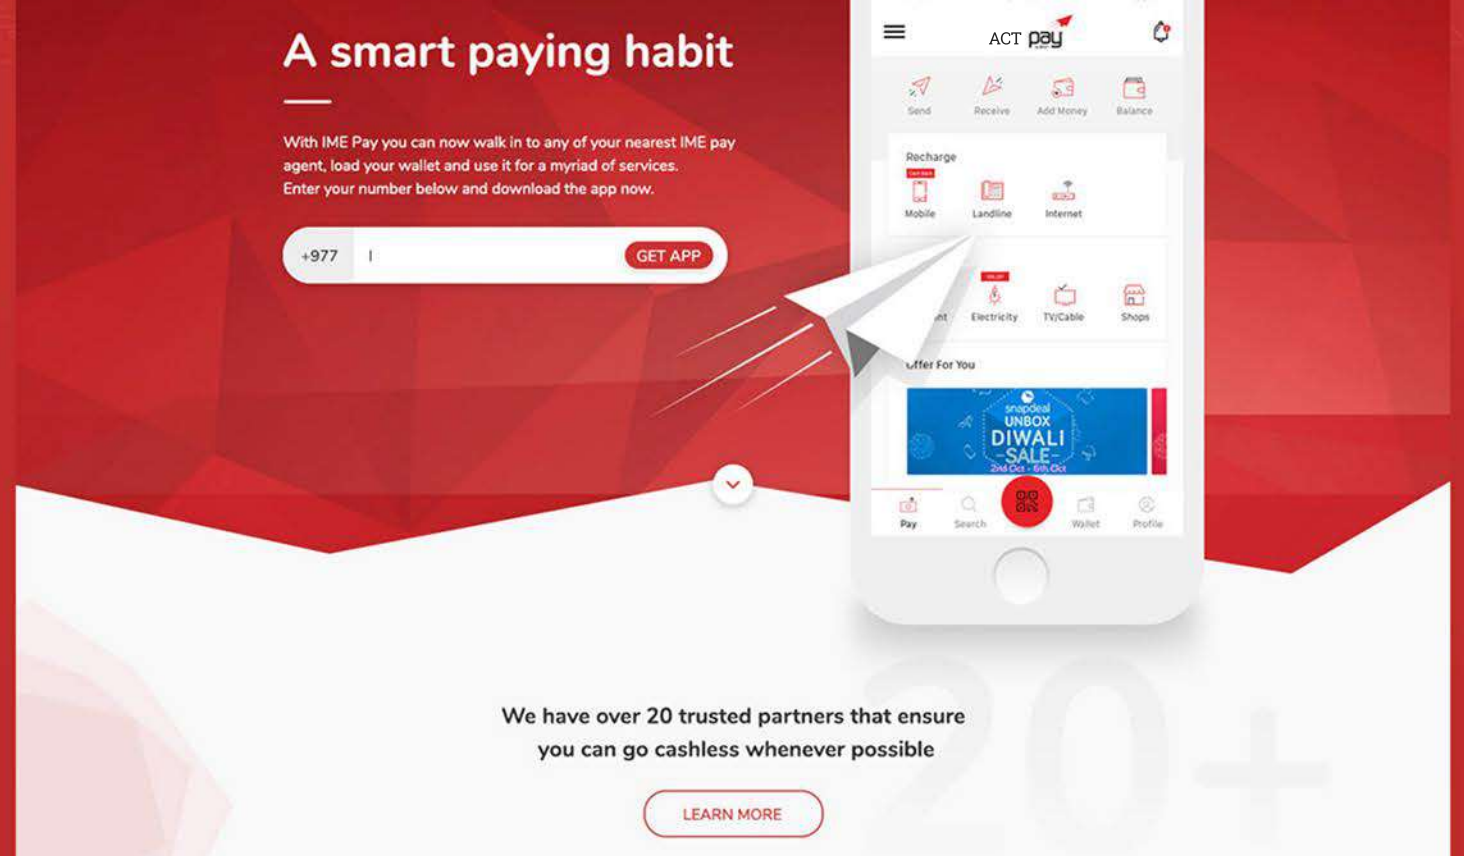 A smart paying habit
With IME Pay you can now walk in to any of your nearest IME pay
agent, load your wallet and use it for a myriad of services.
Enter your number below and download the app now.
+977
GET APP
ACT pay
Send Receive Add Money Balance
Recharge
Mobile Landline Internet
Electricity TV/Cable Shops
Offer For You
snapdeal
UNBOX
DIWALI
-SALE-
2nd Oct - 6th Oct
Pay Search Wallet Profile
20+
We have over 20 trusted partners that ensure
you can go cashless whenever possible
LEARN MORE